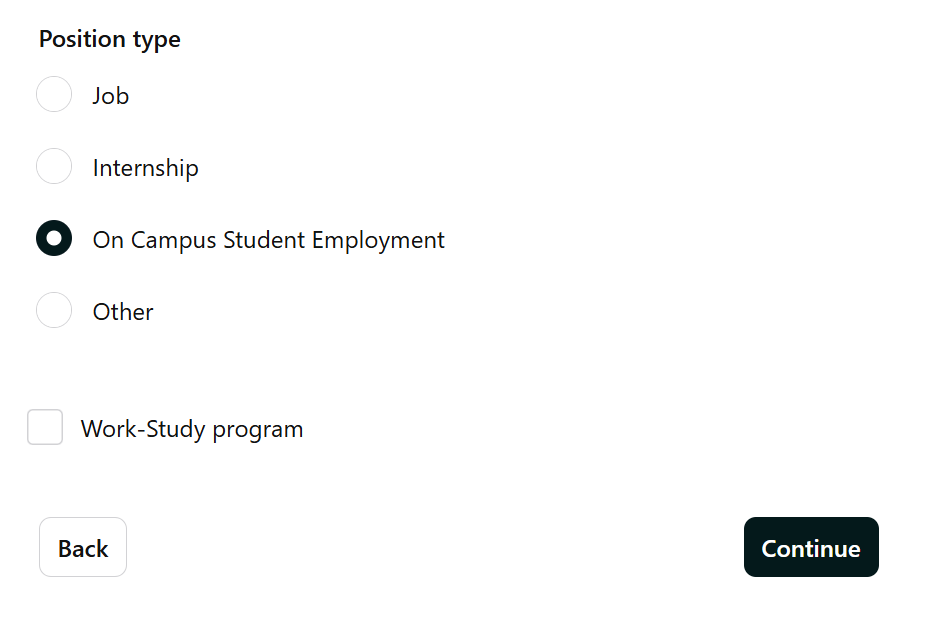 Position type
Job
Internship
On Campus Student Employment
Other
Work-Study program
Back
Continue